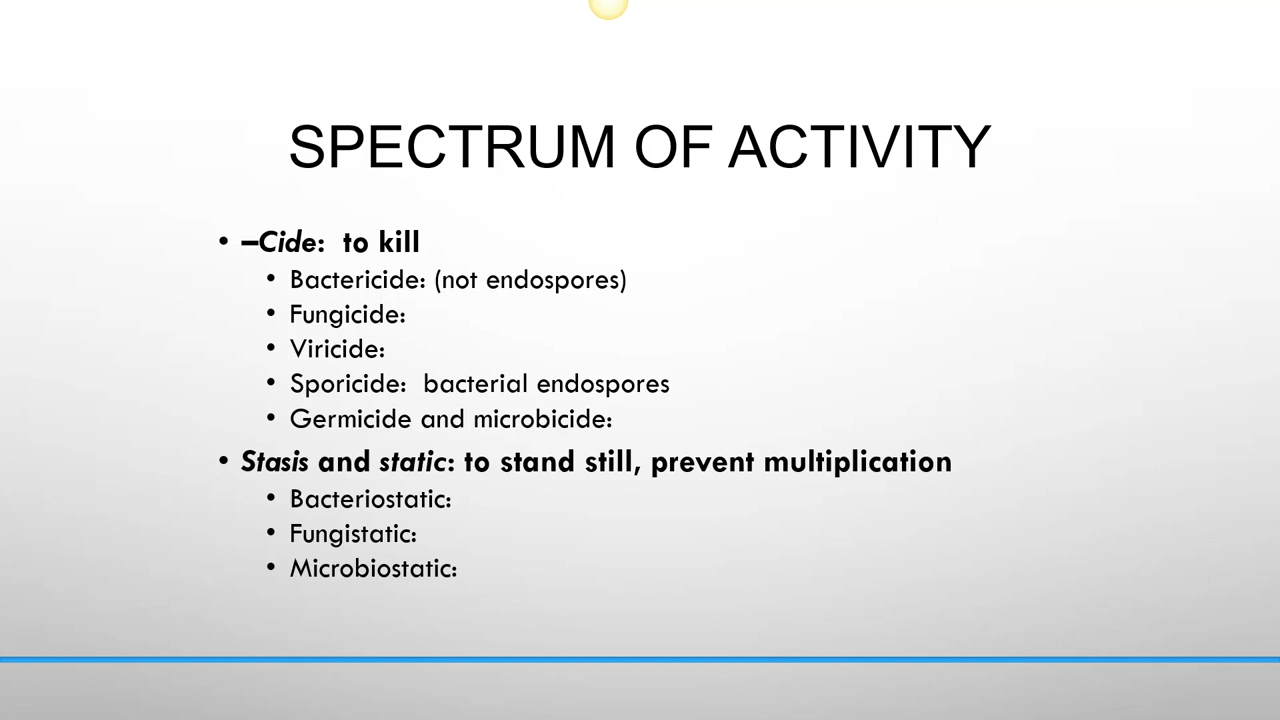 SPECTRUM OF ACTIVITY
• –Cide:  to kill
• Bactericide: (not endospores)
• Fungicide:
• Viricide:
• Sporicide:  bacterial endospores
• Germicide and microbicide:
• Stasis and static: to stand still, prevent multiplication
• Bacteriostatic:
• Fungistatic:
• Microbiostatic: